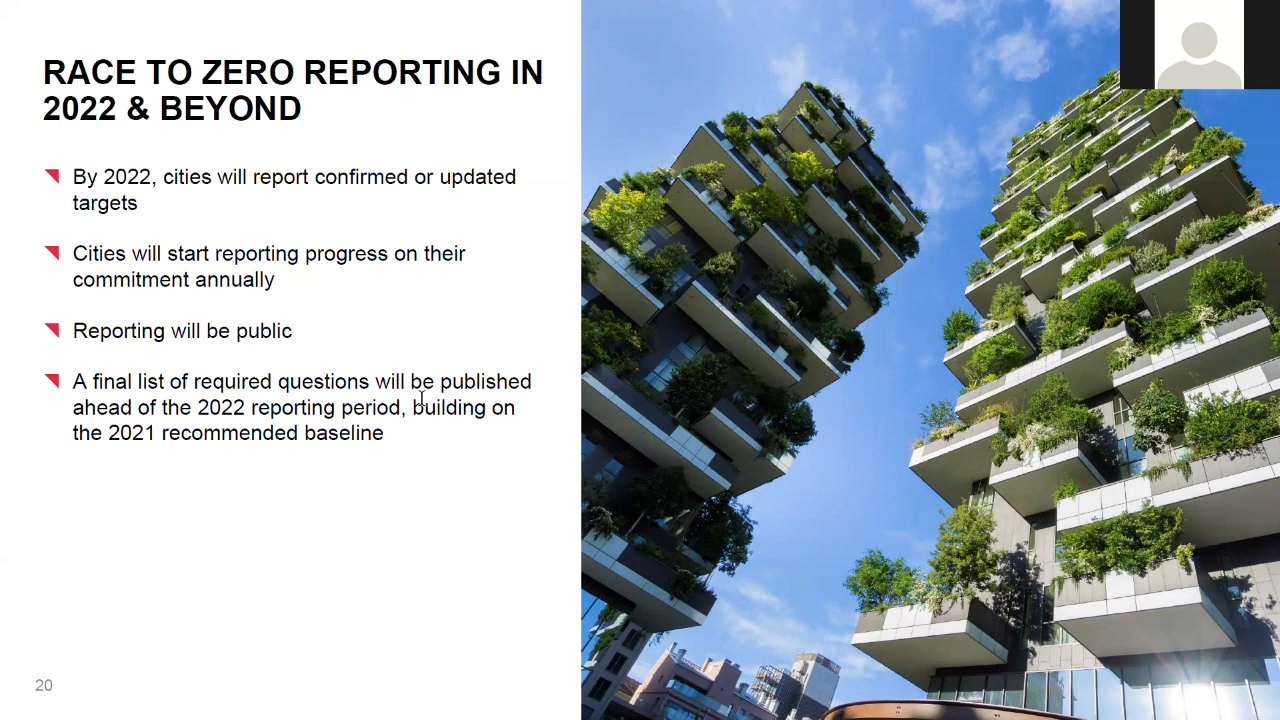 RACE TO ZERO REPORTING IN
2022 & BEYOND
By 2022, cities will report confirmed or updated
targets
Cities will start reporting progress on their
commitment annually
Reporting will be public
A final list of required questions will be published
ahead of the 2022 reporting period, building on
the 2021 recommended baseline
20